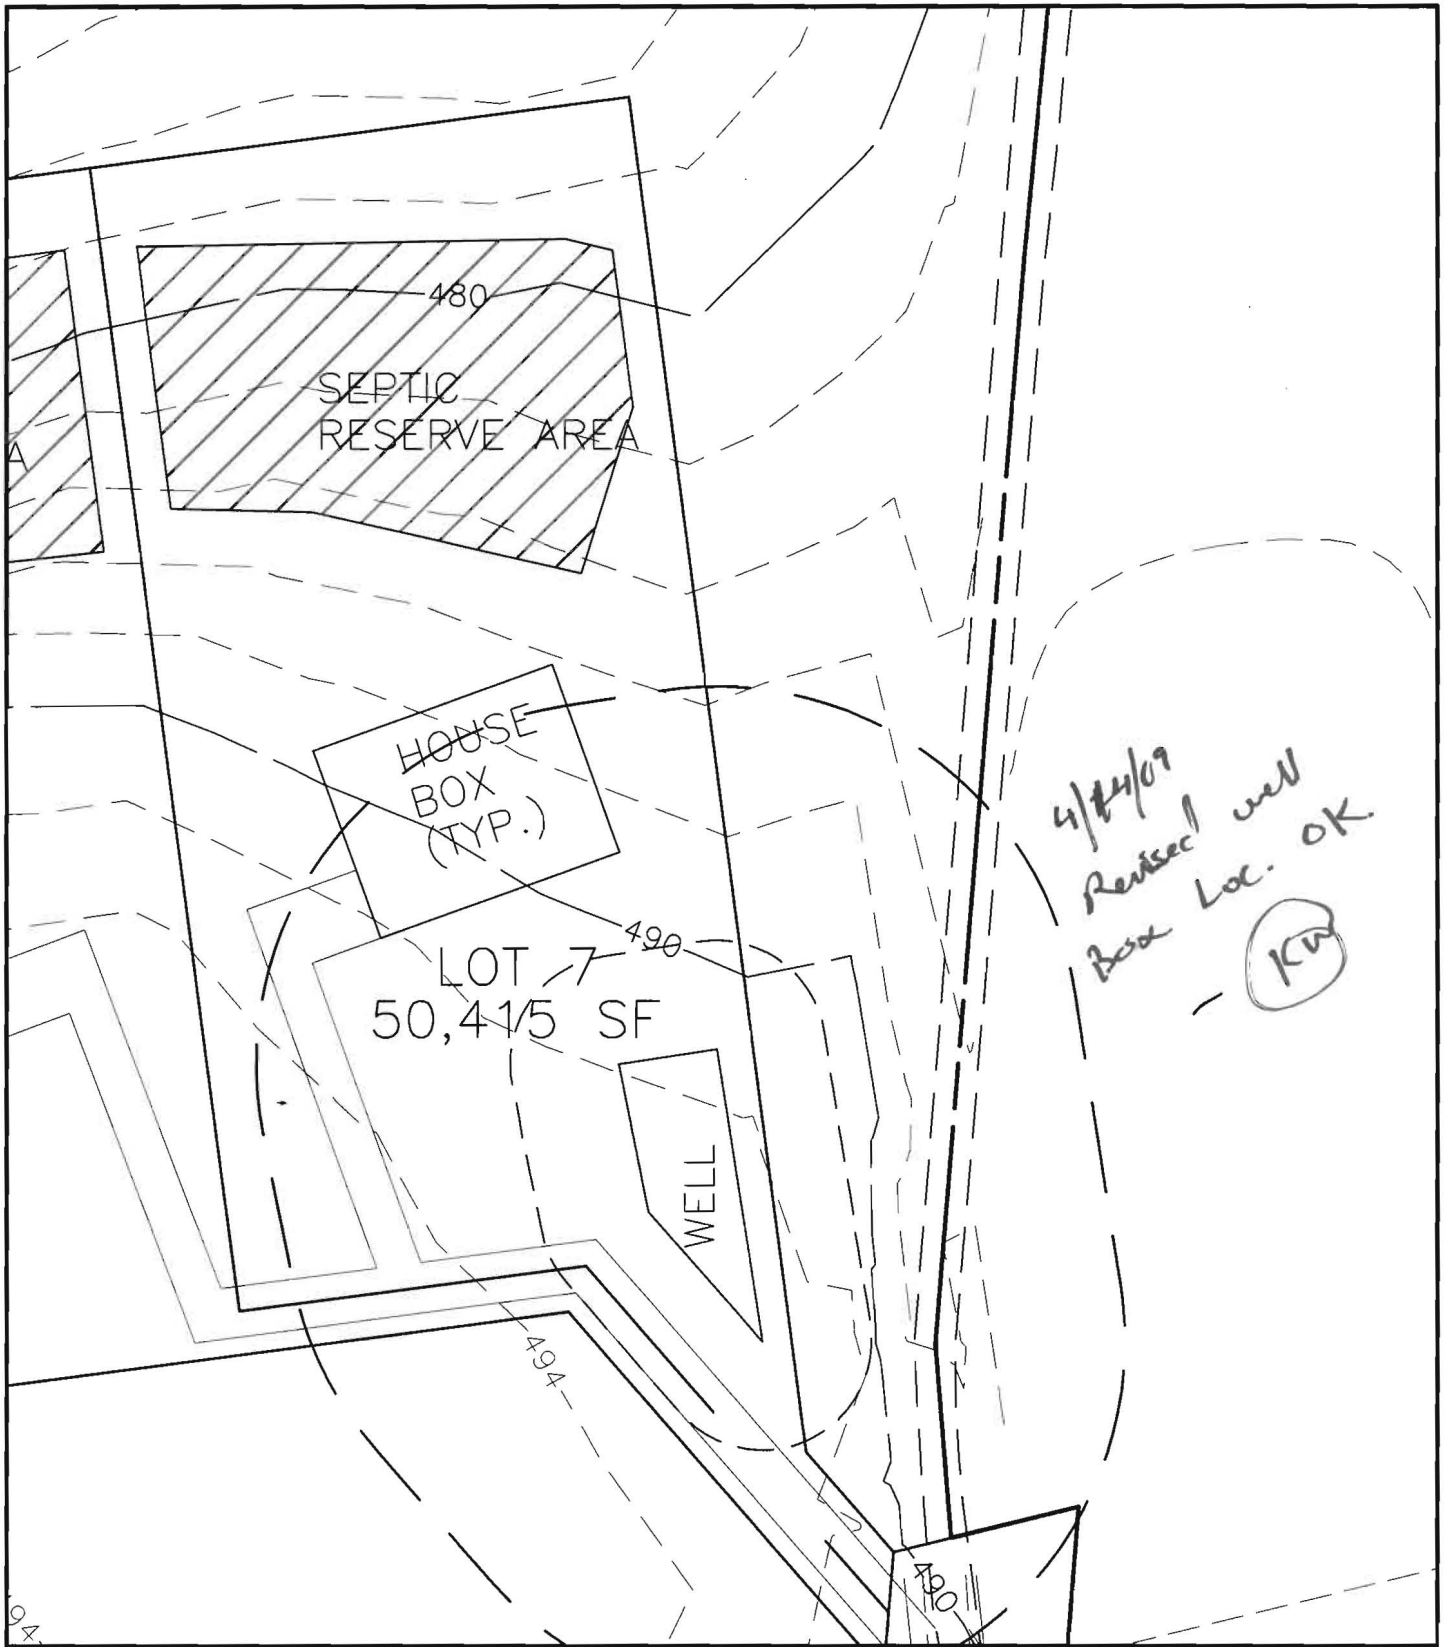 480
SEPTIC
RESERVE AREA
A
HOUSE
BOX
(TYP.)
4/14/09
Revised well
Box Loc. OK.
- KW
490
LOT 7
50,415 SF
WELL
494
490
94